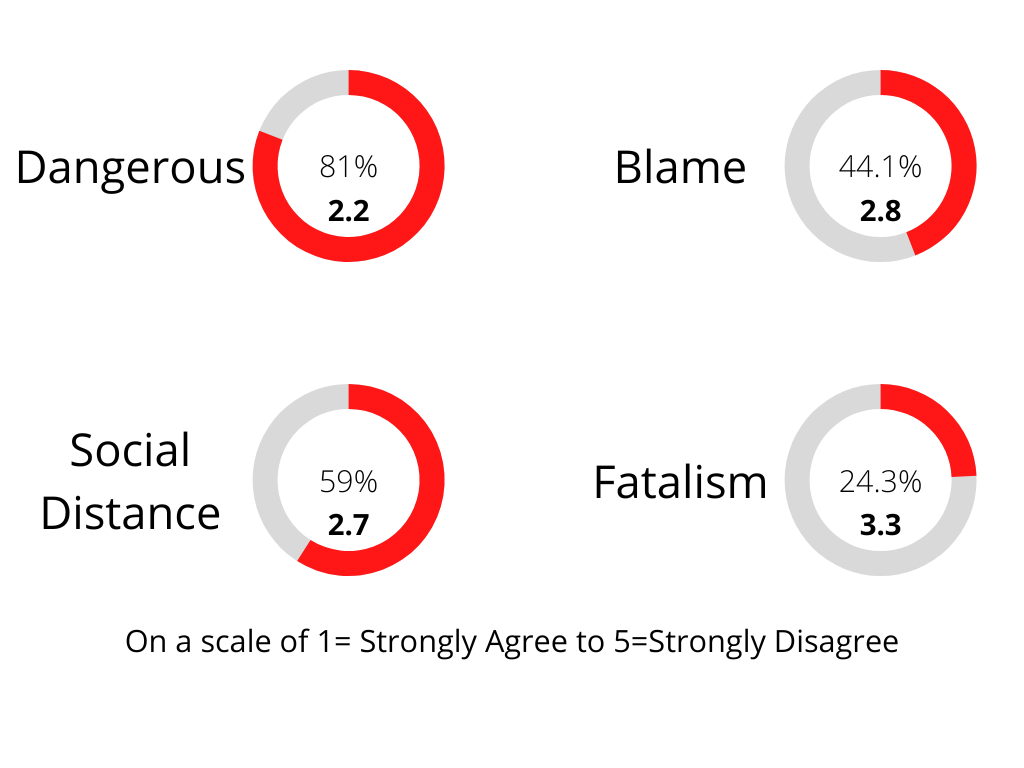 Dangerous
81%
2.2
Blame
44.1%
2.8
Social
Distance
59%
2.7
Fatalism
24.3%
3.3
On a scale of 1= Strongly Agree to 5=Strongly Disagree